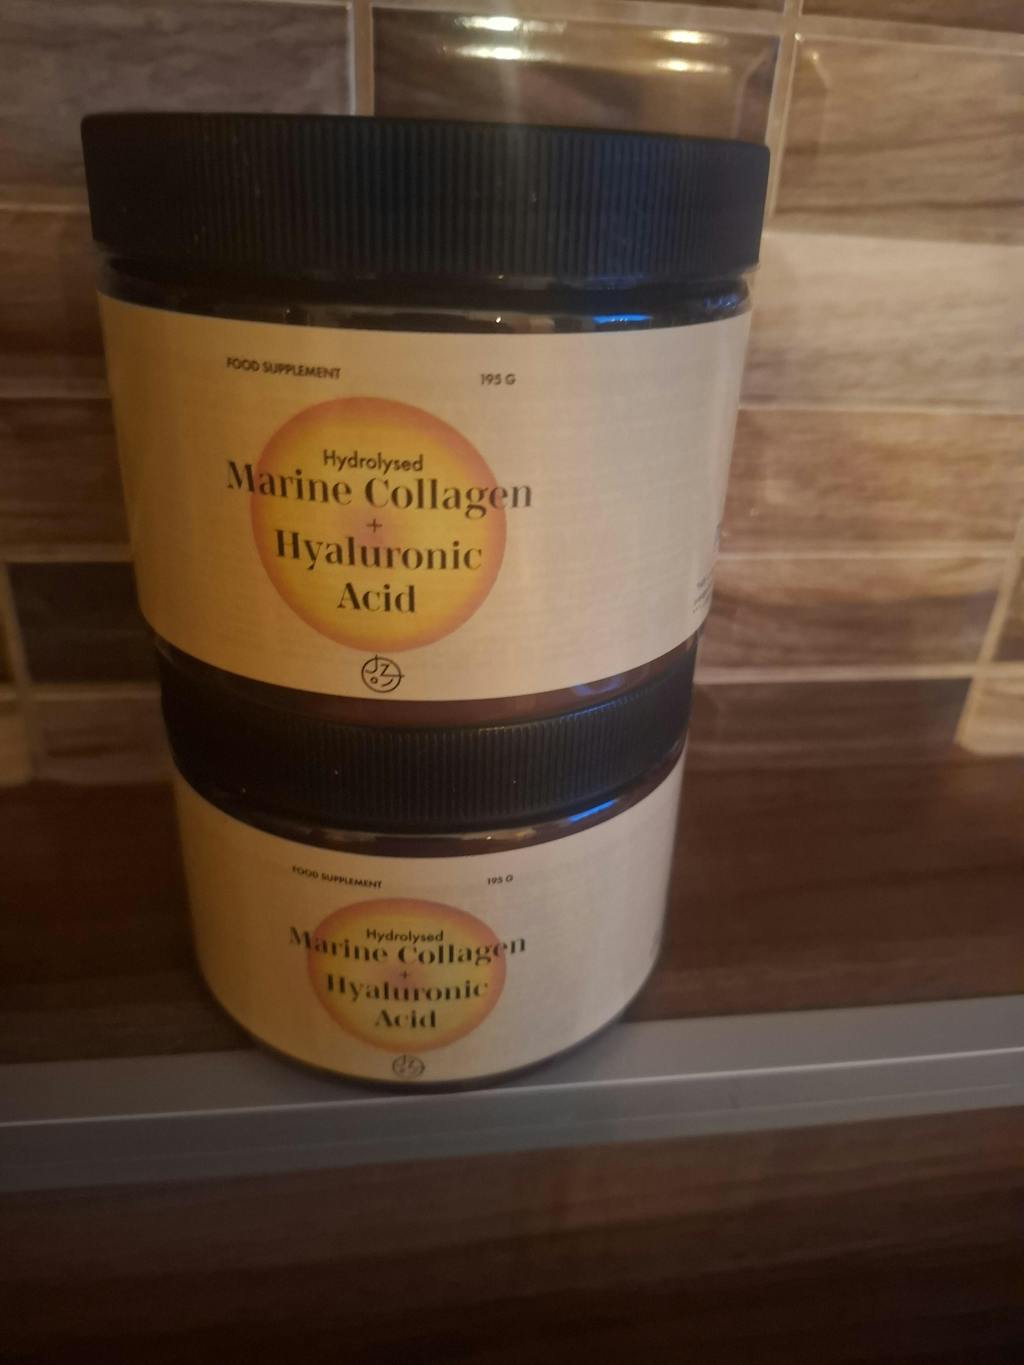 FOOD SUPPLEMENT
195 G
Hydrolysed
Marine Collagen
+
Hyaluronic
Acid
FOOD SUPPLEMENT
195 G
Hydrolysed
Marine Collagen
+
Hyaluronic
Acid